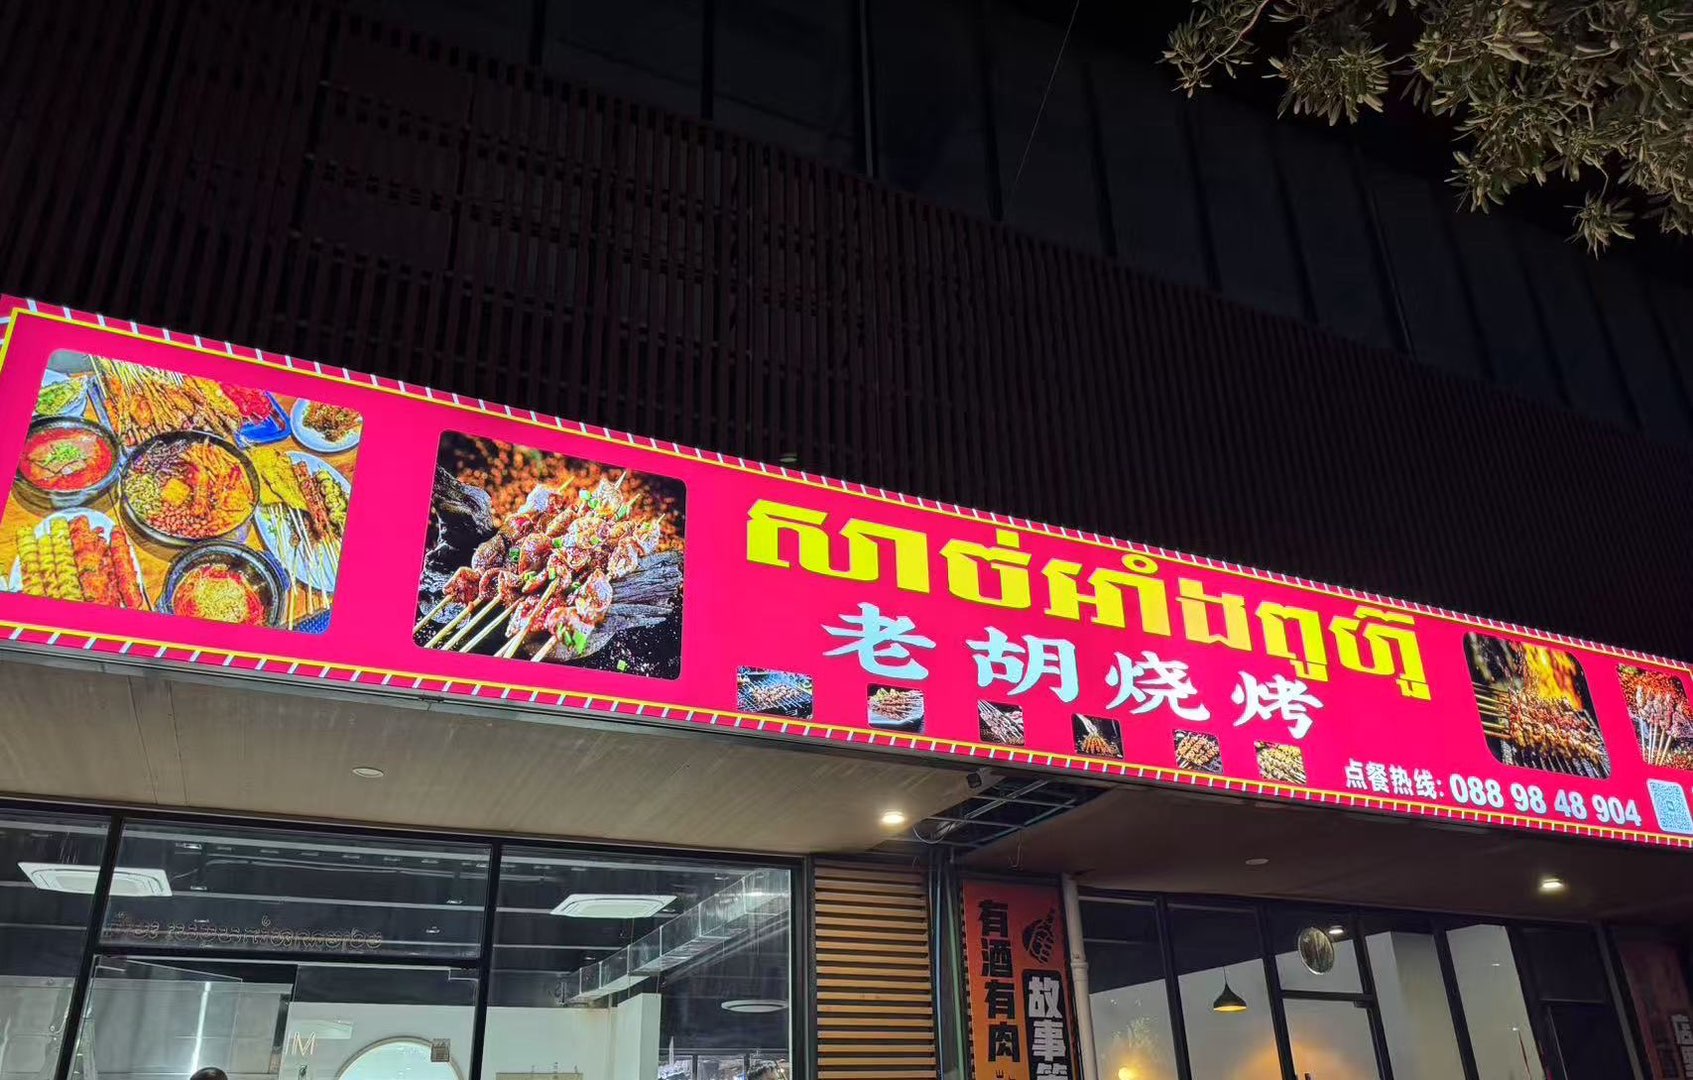 សាច់អាំងពូហ៊ូ
老胡烧烤
点餐热线: 088 98 48 904
有酒有肉
故事